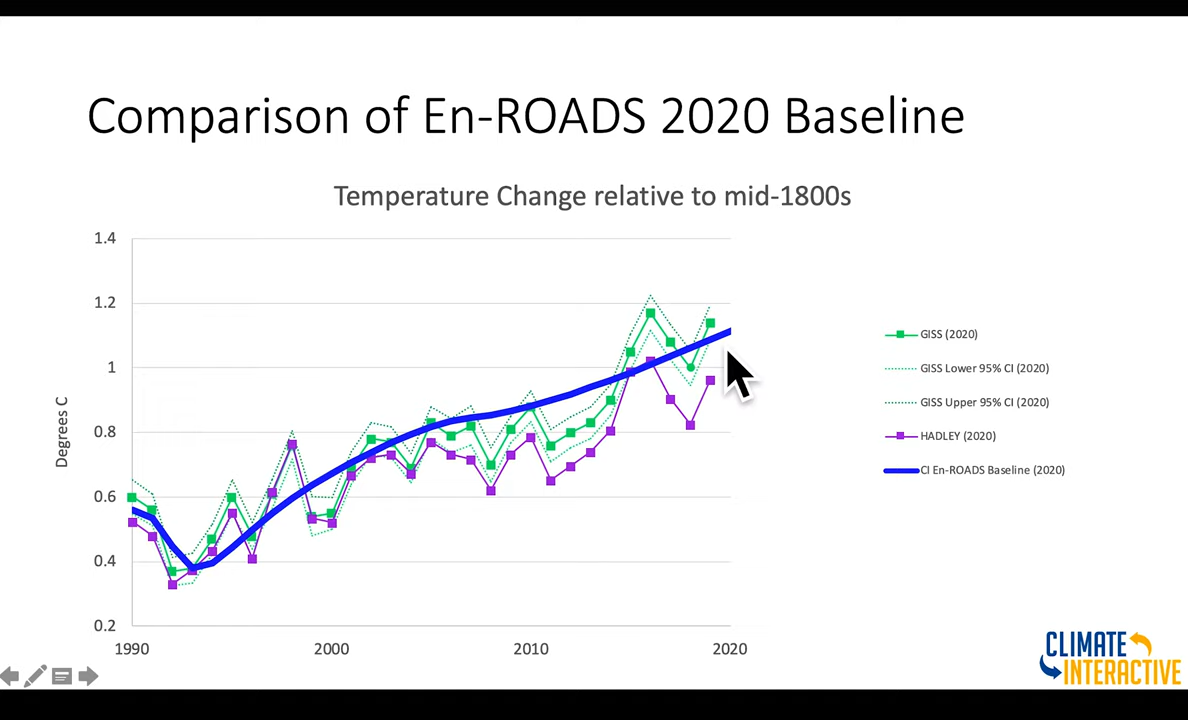 Comparison of En-ROADS 2020 Baseline
Temperature Change relative to mid-1800s
1.4
1.2
1
0.8
0.6
0.4
0.2
Degrees C
1990
2000
2010
2020
GISS (2020)
GISS Lower 95% CI (2020)
GISS Upper 95% CI (2020)
HADLEY (2020)
CI En-ROADS Baseline (2020)
CLIMATE
INTERACTIVE